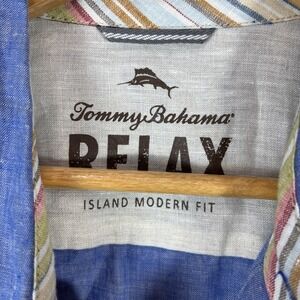 Tommy Bahama®
RELAX
ISLAND MODERN FIT